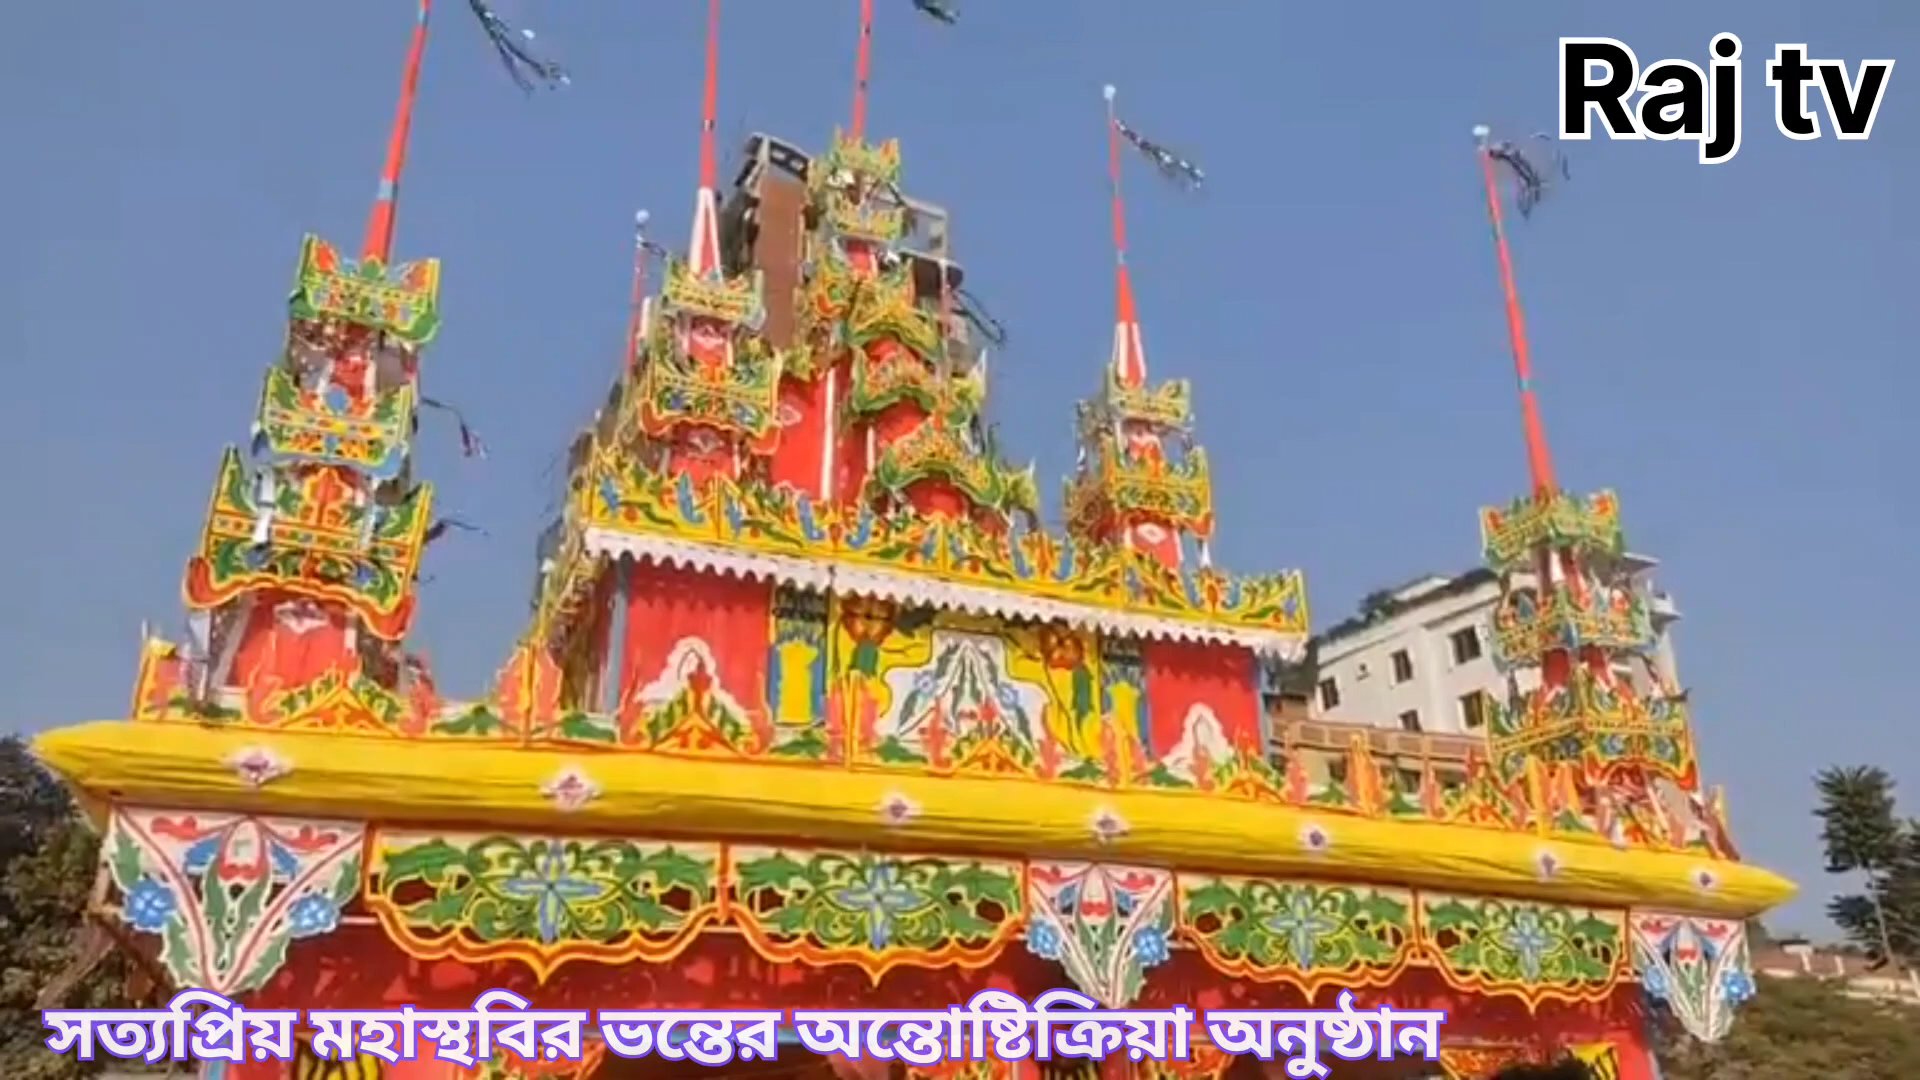 Raj tv
সত্যপ্রিয় মহাস্থবির ভন্তের অন্তোষ্টিক্রিয়া অনুষ্ঠান